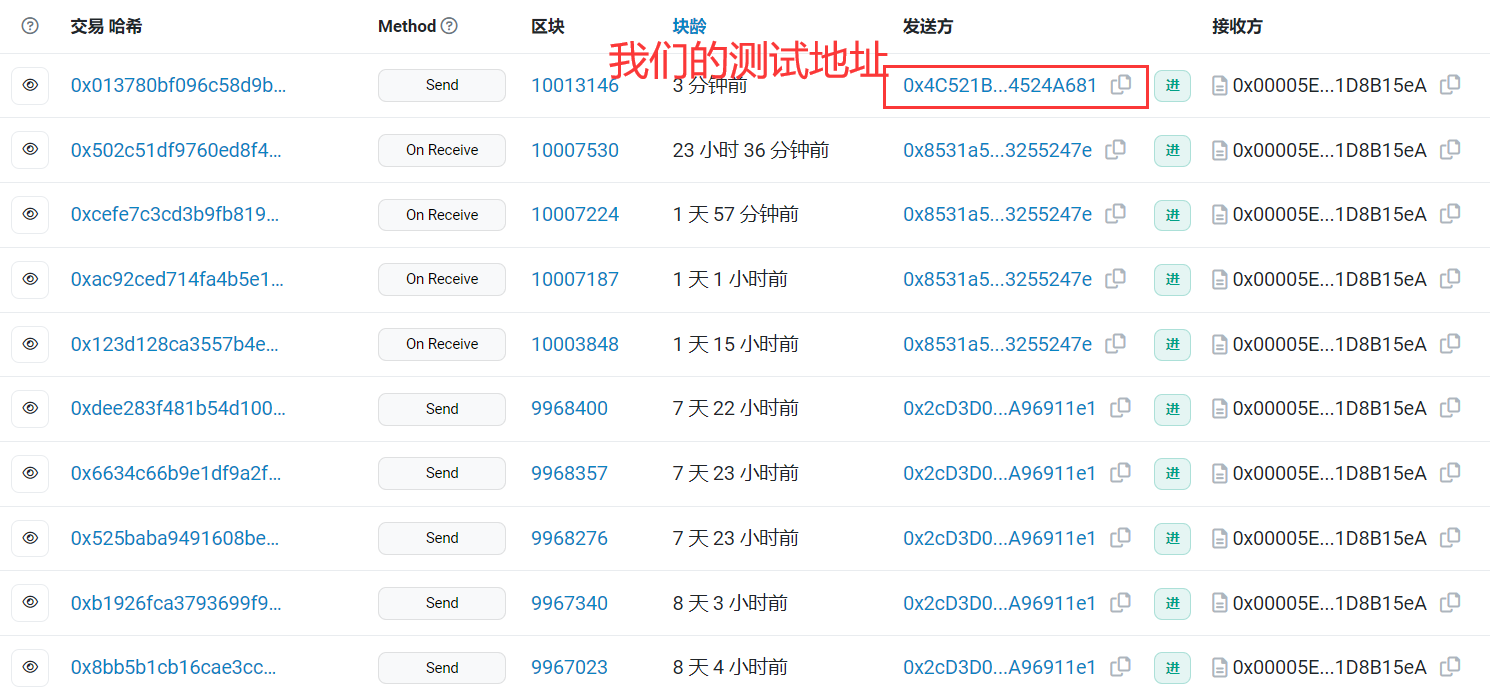 交易 哈希 Method 区块 块龄 发送方 接收方
我们的测试地址
0x013780bf096c58d9b... Send 10013146 3 分钟前 0x4C521B...4524A681 进 0x00005E...1D8B15eA
0x502c51df9760ed8f4... On Receive 10007530 23 小时 36 分钟前 0x8531a5...3255247e 进 0x00005E...1D8B15eA
0xcefe7c3cd3b9fb819... On Receive 10007224 1 天 57 分钟前 0x8531a5...3255247e 进 0x00005E...1D8B15eA
0xac92ced714fa4b5e1... On Receive 10007187 1 天 1 小时前 0x8531a5...3255247e 进 0x00005E...1D8B15eA
0x123d128ca3557b4e... On Receive 10003848 1 天 15 小时前 0x8531a5...3255247e 进 0x00005E...1D8B15eA
0xdee283f481b54d100... Send 9968400 7 天 22 小时前 0x2cD3D0...A96911e1 进 0x00005E...1D8B15eA
0x6634c66b9e1df9a2f... Send 9968357 7 天 23 小时前 0x2cD3D0...A96911e1 进 0x00005E...1D8B15eA
0x525baba9491608be... Send 9968276 7 天 23 小时前 0x2cD3D0...A96911e1 进 0x00005E...1D8B15eA
0xb1926fca3793699f9... Send 9967340 8 天 3 小时前 0x2cD3D0...A96911e1 进 0x00005E...1D8B15eA
0x8bb5b1cb16cae3cc... Send 9967023 8 天 4 小时前 0x2cD3D0...A96911e1 进 0x00005E...1D8B15eA